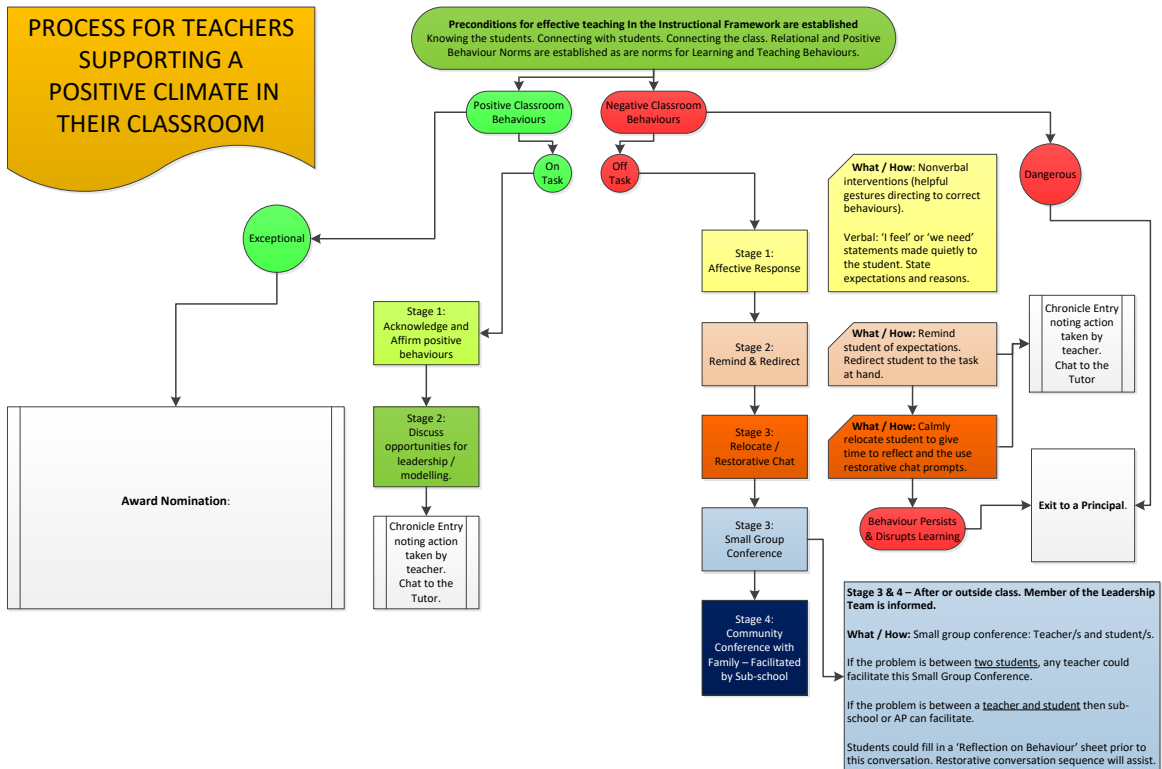 PROCESS FOR TEACHERS
SUPPORTING A
POSITIVE CLIMATE IN
THEIR CLASSROOM
Preconditions for effective teaching In the Instructional Framework are established
Knowing the students. Connecting with students. Connecting the class. Relational and Positive
Behaviour Norms are established as are norms for Learning and Teaching Behaviours.
Positive Classroom
Behaviours
Negative Classroom
Behaviours
On
Task
Off
Task
Dangerous
Exceptional
What / How: Nonverbal
interventions (helpful
gestures directing to correct
behaviours).
Verbal: ‘I feel’ or ‘we need’
statements made quietly to
the student. State
expectations and reasons.
Stage 1:
Affective Response
Stage 1:
Acknowledge and
Affirm positive
behaviours
Stage 2:
Remind & Redirect
What / How: Remind
student of expectations.
Redirect student to the task
at hand.
Chronicle Entry
noting action
taken by
teacher.
Chat to the
Tutor
Stage 2:
Discuss
opportunities for
leadership /
modelling.
Stage 3:
Relocate /
Restorative Chat
What / How: Calmly
relocate student to give
time to reflect and the use
restorative chat prompts.
Award Nomination:
Chronicle Entry
noting action
taken by
teacher.
Chat to the
Tutor.
Stage 3:
Small Group
Conference
Behaviour Persists
& Disrupts Learning
Exit to a Principal.
Stage 4:
Community
Conference with
Family – Facilitated
by Sub-school
Stage 3 & 4 – After or outside class. Member of the Leadership
Team is informed.
What / How: Small group conference: Teacher/s and student/s.
If the problem is between two students, any teacher could
facilitate this Small Group Conference.
If the problem is between a teacher and student then sub-
school or AP can facilitate.
Students could fill in a ‘Reflection on Behaviour’ sheet prior to
this conversation. Restorative conversation sequence will assist.